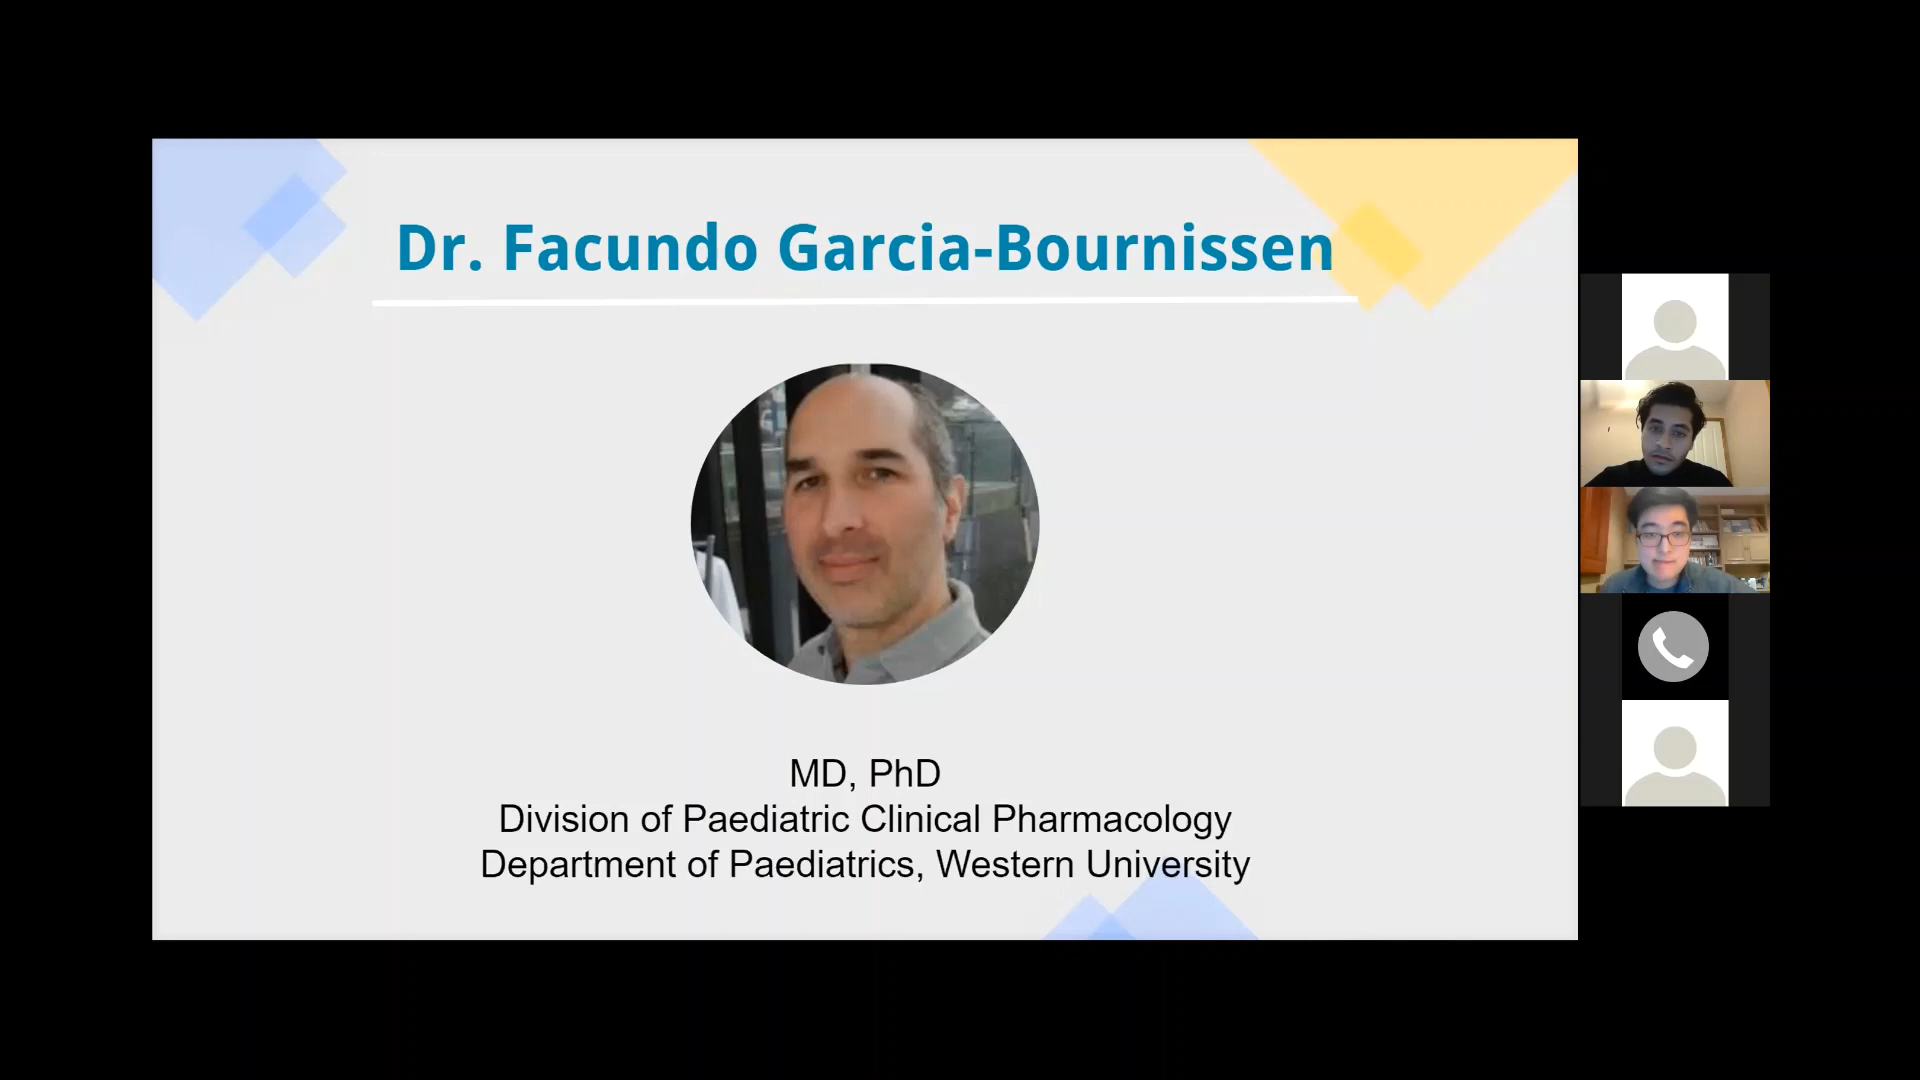 Dr. Facundo Garcia-Bournissen
MD, PhD
Division of Paediatric Clinical Pharmacology
Department of Paediatrics, Western University